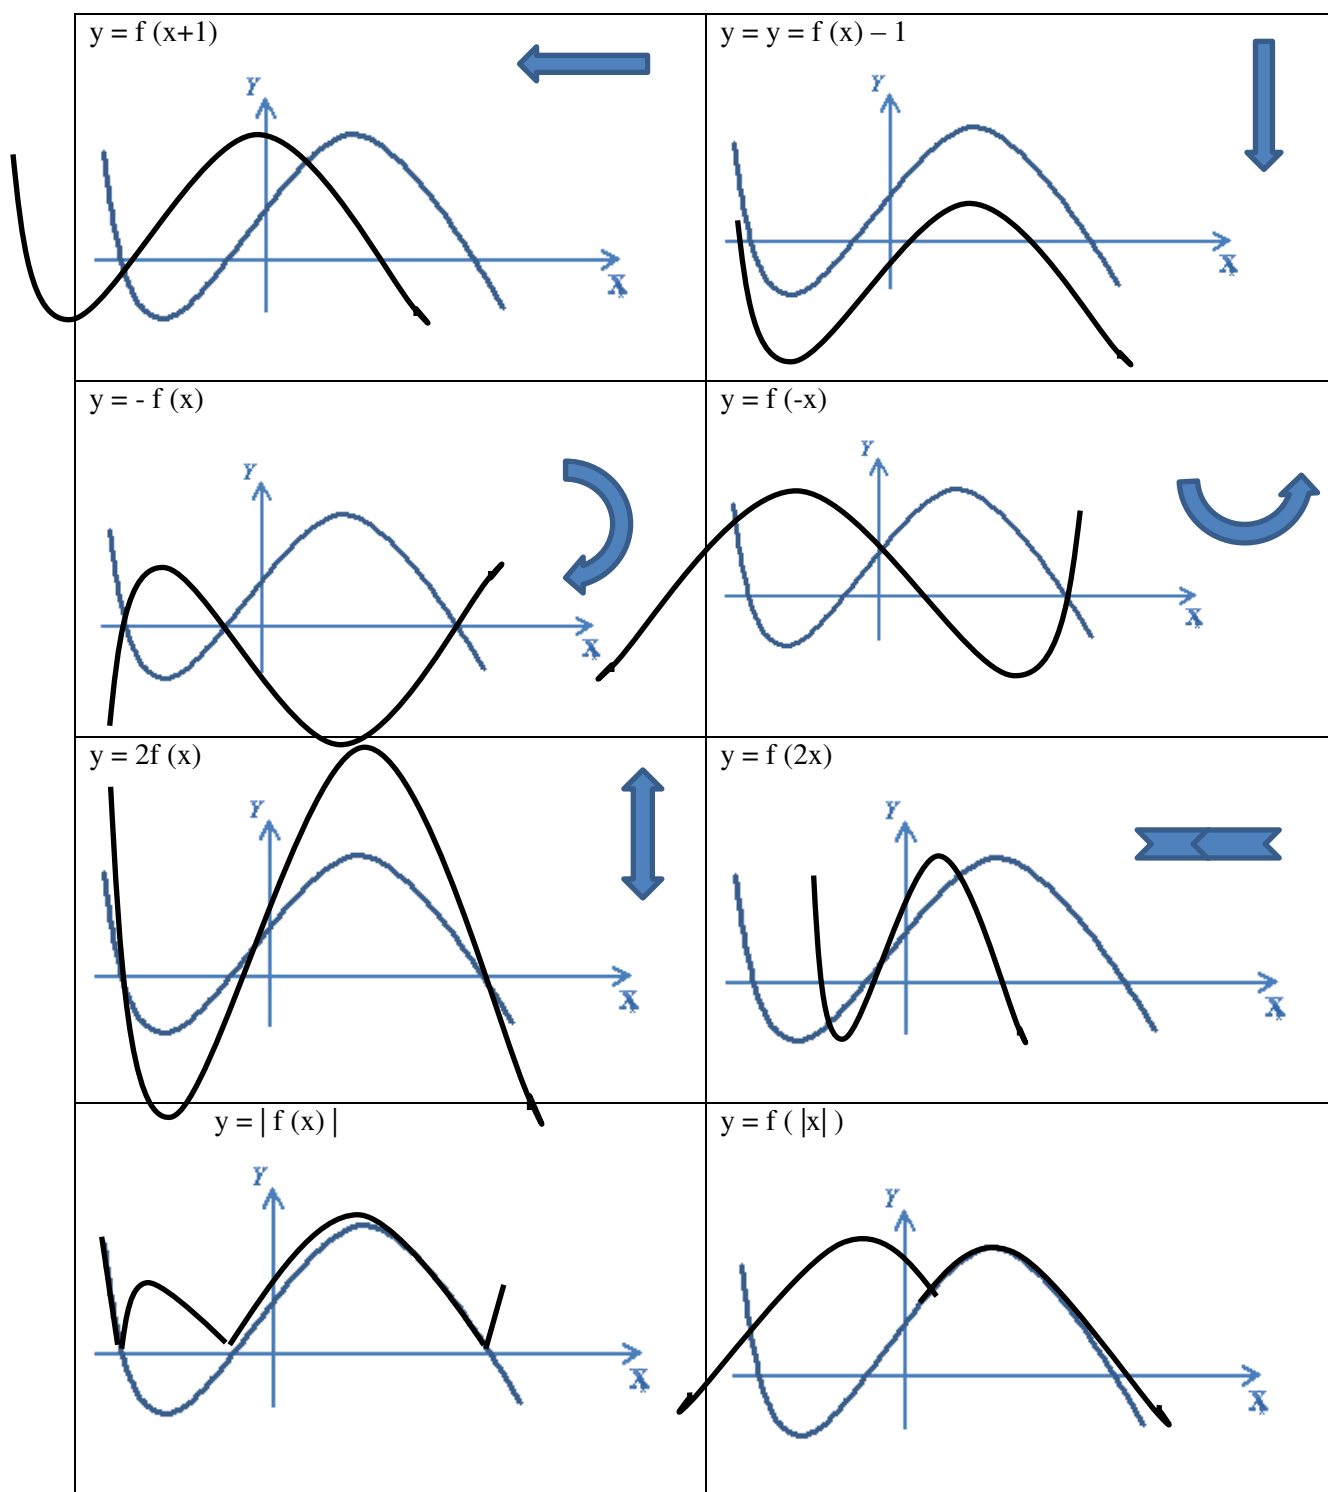 y = f (x+1)
Y
X
y = y = f (x) – 1
Y
X
y = - f (x)
Y
X
y = f (-x)
Y
X
y = 2f (x)
Y
X
y = f (2x)
Y
X
y = | f (x) |
Y
X
y = f ( |x| )
Y
X